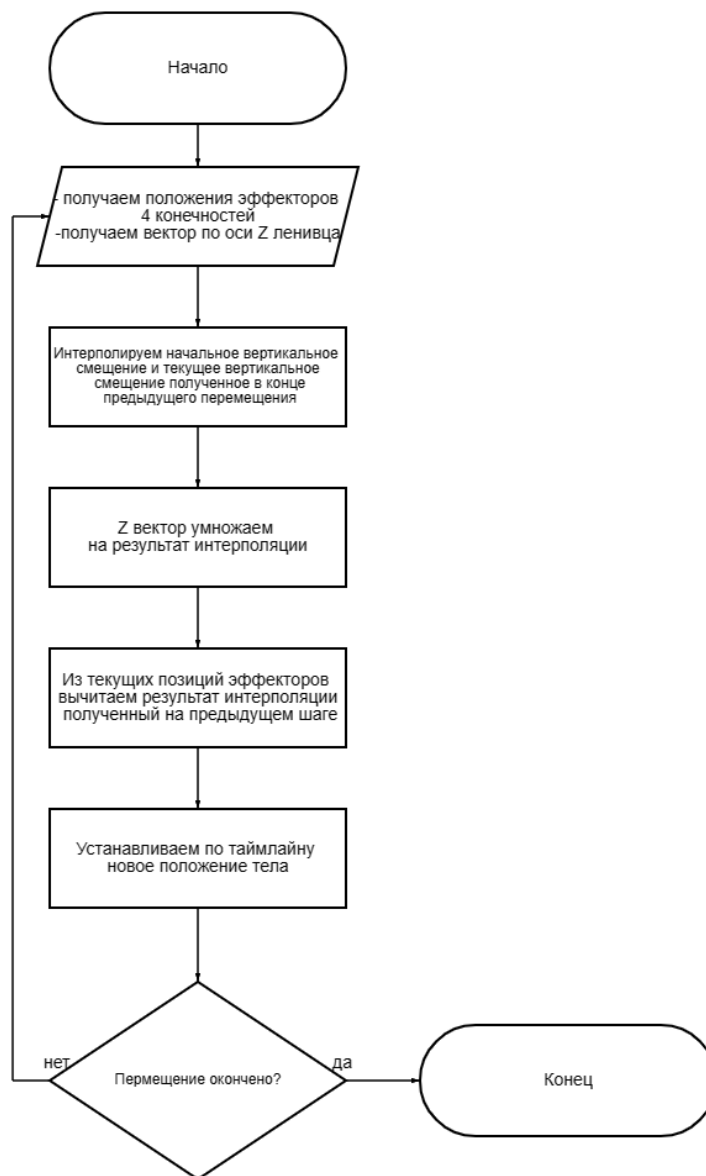 Начало
- получаем положения эффекторов
4 конечностей
-получаем вектор по оси Z ленивца
Интерполируем начальное вертикальное
смещение и текущее вертикальное
смещение полученное в конце
предыдущего перемещения
Z вектор умножаем
на результат интерполяции
Из текущих позиций эффекторов
вычитаем результат интерполяции
полученный на предыдущем шаге
Устанавливаем по таймлайну
новое положение тела
нет
Пермещение окончено?
да
Конец